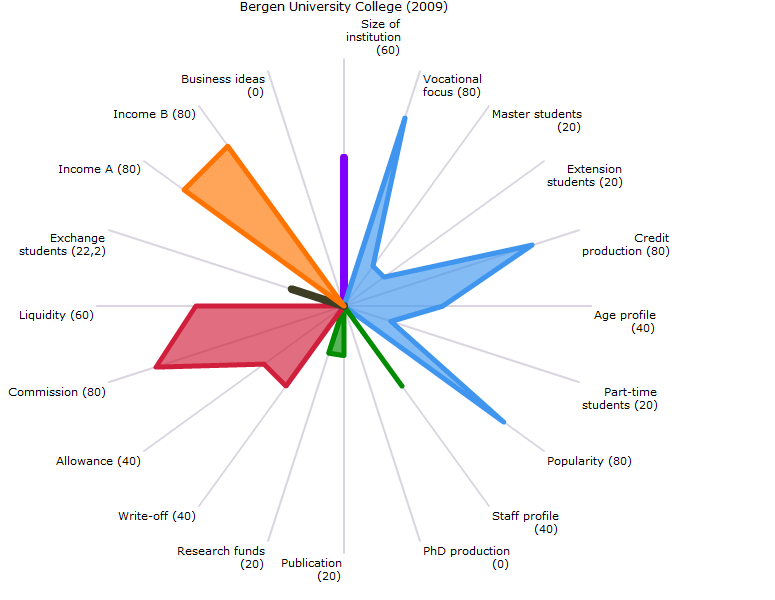 Bergen University College (2009)
Size of
institution
(60)
Vocational
focus (80)
Master students
(20)
Extension
students (20)
Credit
production (80)
Age profile
(40)
Part-time
students (20)
Popularity (80)
Staff profile
(40)
PhD production
(0)
Publication
(20)
Research funds
(20)
Write-off (40)
Allowance (40)
Commission (80)
Liquidity (60)
Exchange
students (22,2)
Income A (80)
Income B (80)
Business ideas
(0)